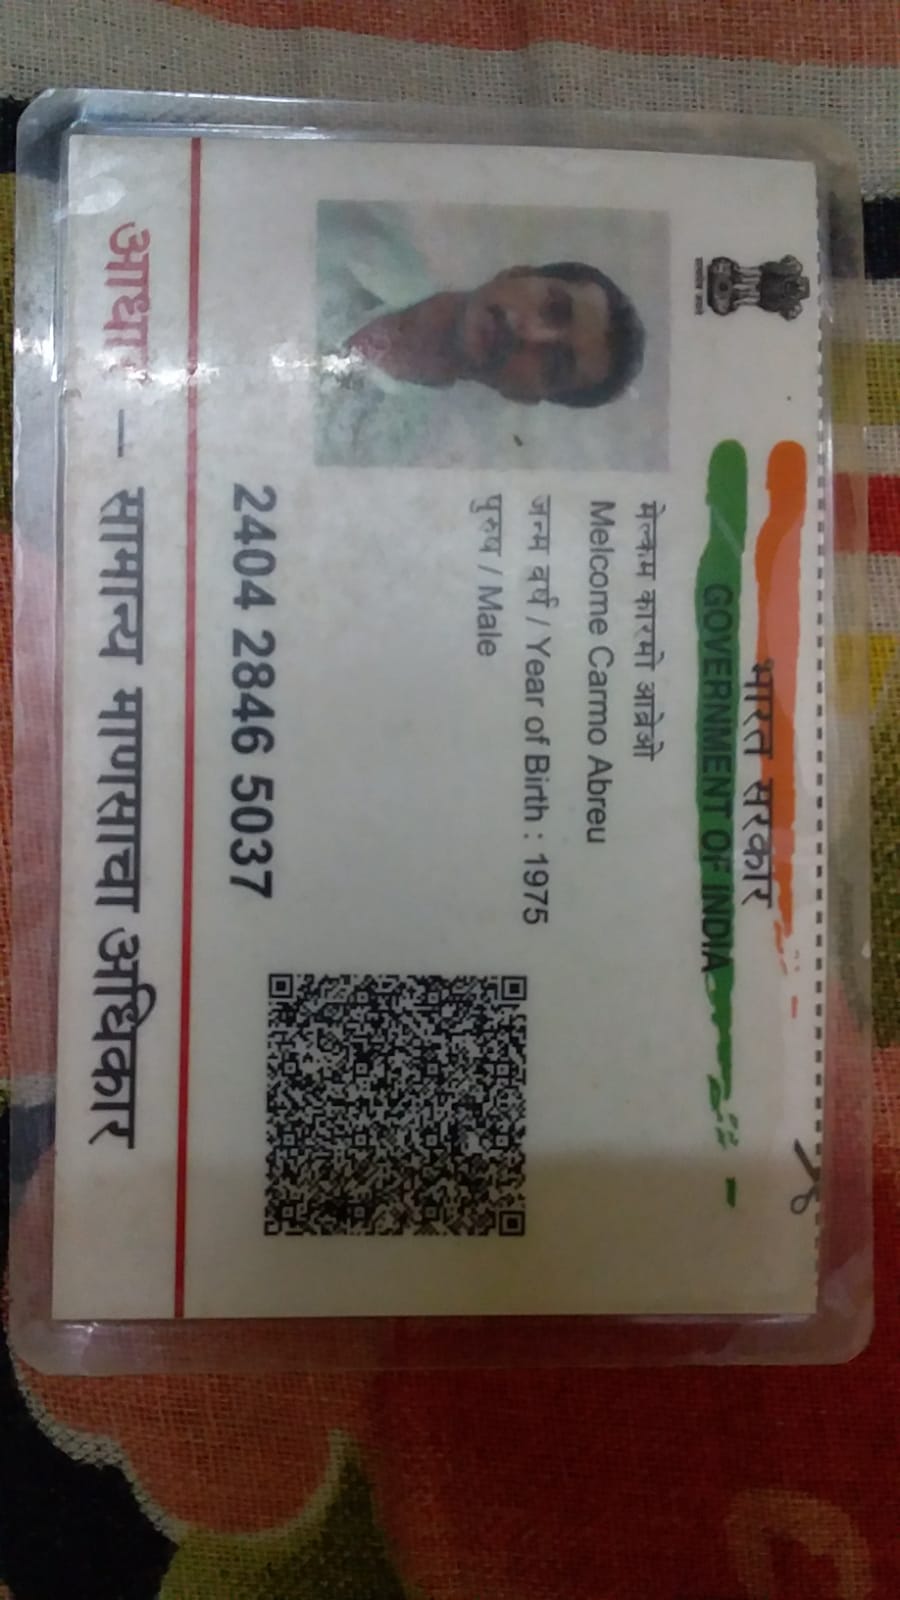 भारत सरकार
GOVERNMENT OF INDIA
मेल्कम कारमो आब्रेओ
Melcome Carmo Abreu
जन्म वर्ष / Year of Birth : 1975
पुरुष / Male
2404 2846 5037
आधार – सामान्य माणसाचा अधिकार